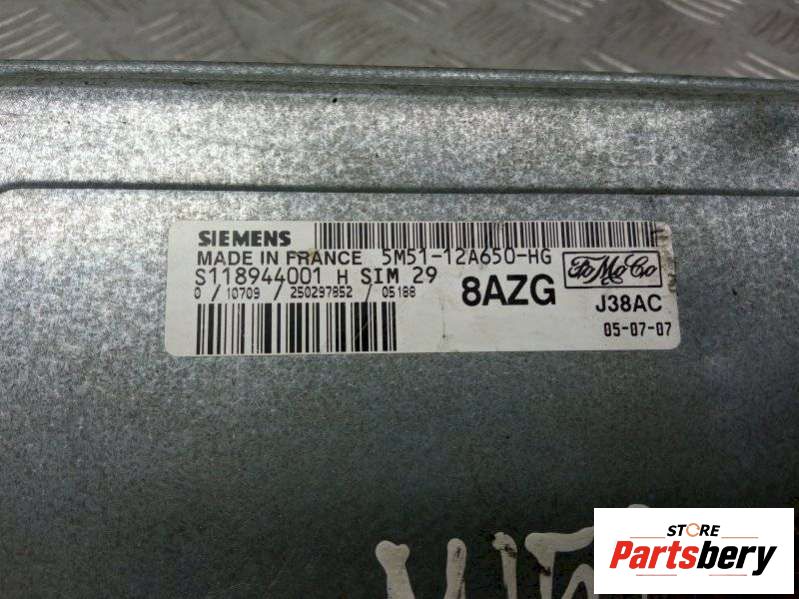 SIEMENS
MADE IN FRANCE 5M51-12A650-HG
S118944001 H SIM 29
0 / 10709 / 250297852 / 05188
8AZG
FoMoCo
J38AC
05-07-07
STORE
Partsbery